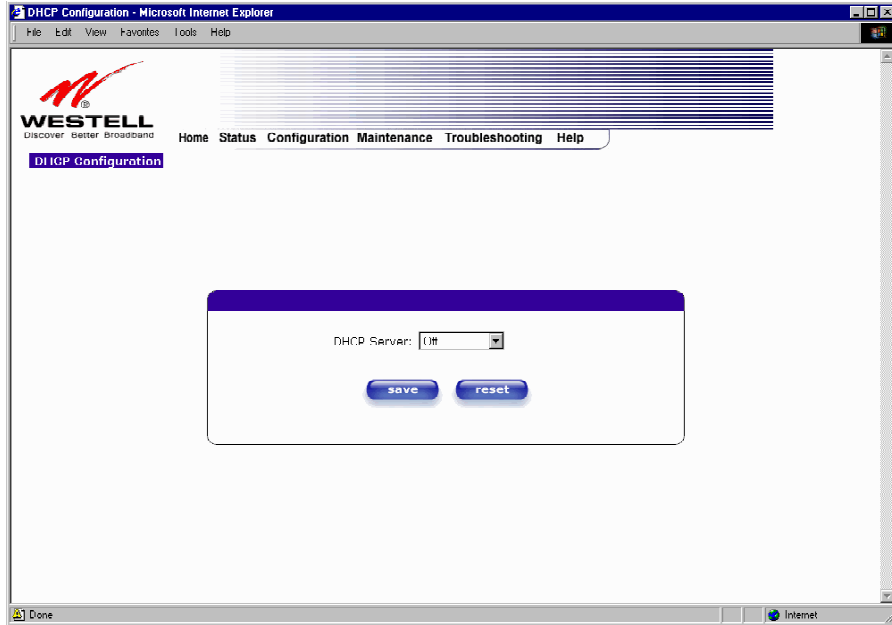 DHCP Configuration - Microsoft Internet Explorer
File Edit View Favorites Tools Help
WESTELL
®
Discover Better Broadband
Home Status Configuration Maintenance Troubleshooting Help
DHCP Configuration
DHCP Server: Off
save reset
Done
Internet